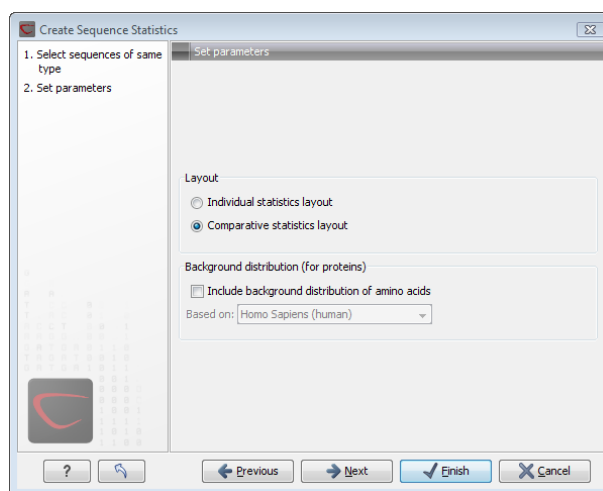 Create Sequence Statistics
1. Select sequences of same
type
2. Set parameters
Set parameters
Layout
Individual statistics layout
Comparative statistics layout
Background distribution (for proteins)
Include background distribution of amino acids
Based on: Homo Sapiens (human)
?
Previous
Next
Finish
Cancel